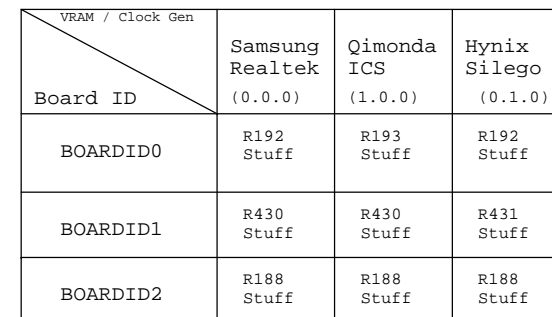 VRAM / Clock Gen
Samsung Qimonda Hynix
Realtek ICS Silego
Board ID (0.0.0) (1.0.0) (0.1.0)
R192 R193 R192
BOARDID0 Stuff Stuff Stuff
R430 R430 R431
BOARDID1 Stuff Stuff Stuff
R188 R188 R188
BOARDID2 Stuff Stuff Stuff